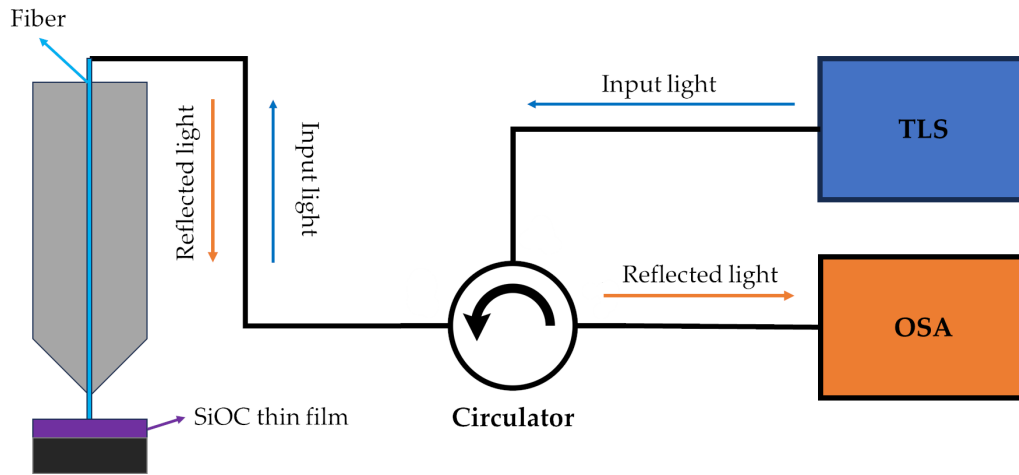 Fiber
Input light
TLS
Reflected light
Input light
Reflected light
OSA
SiOC thin film
Circulator